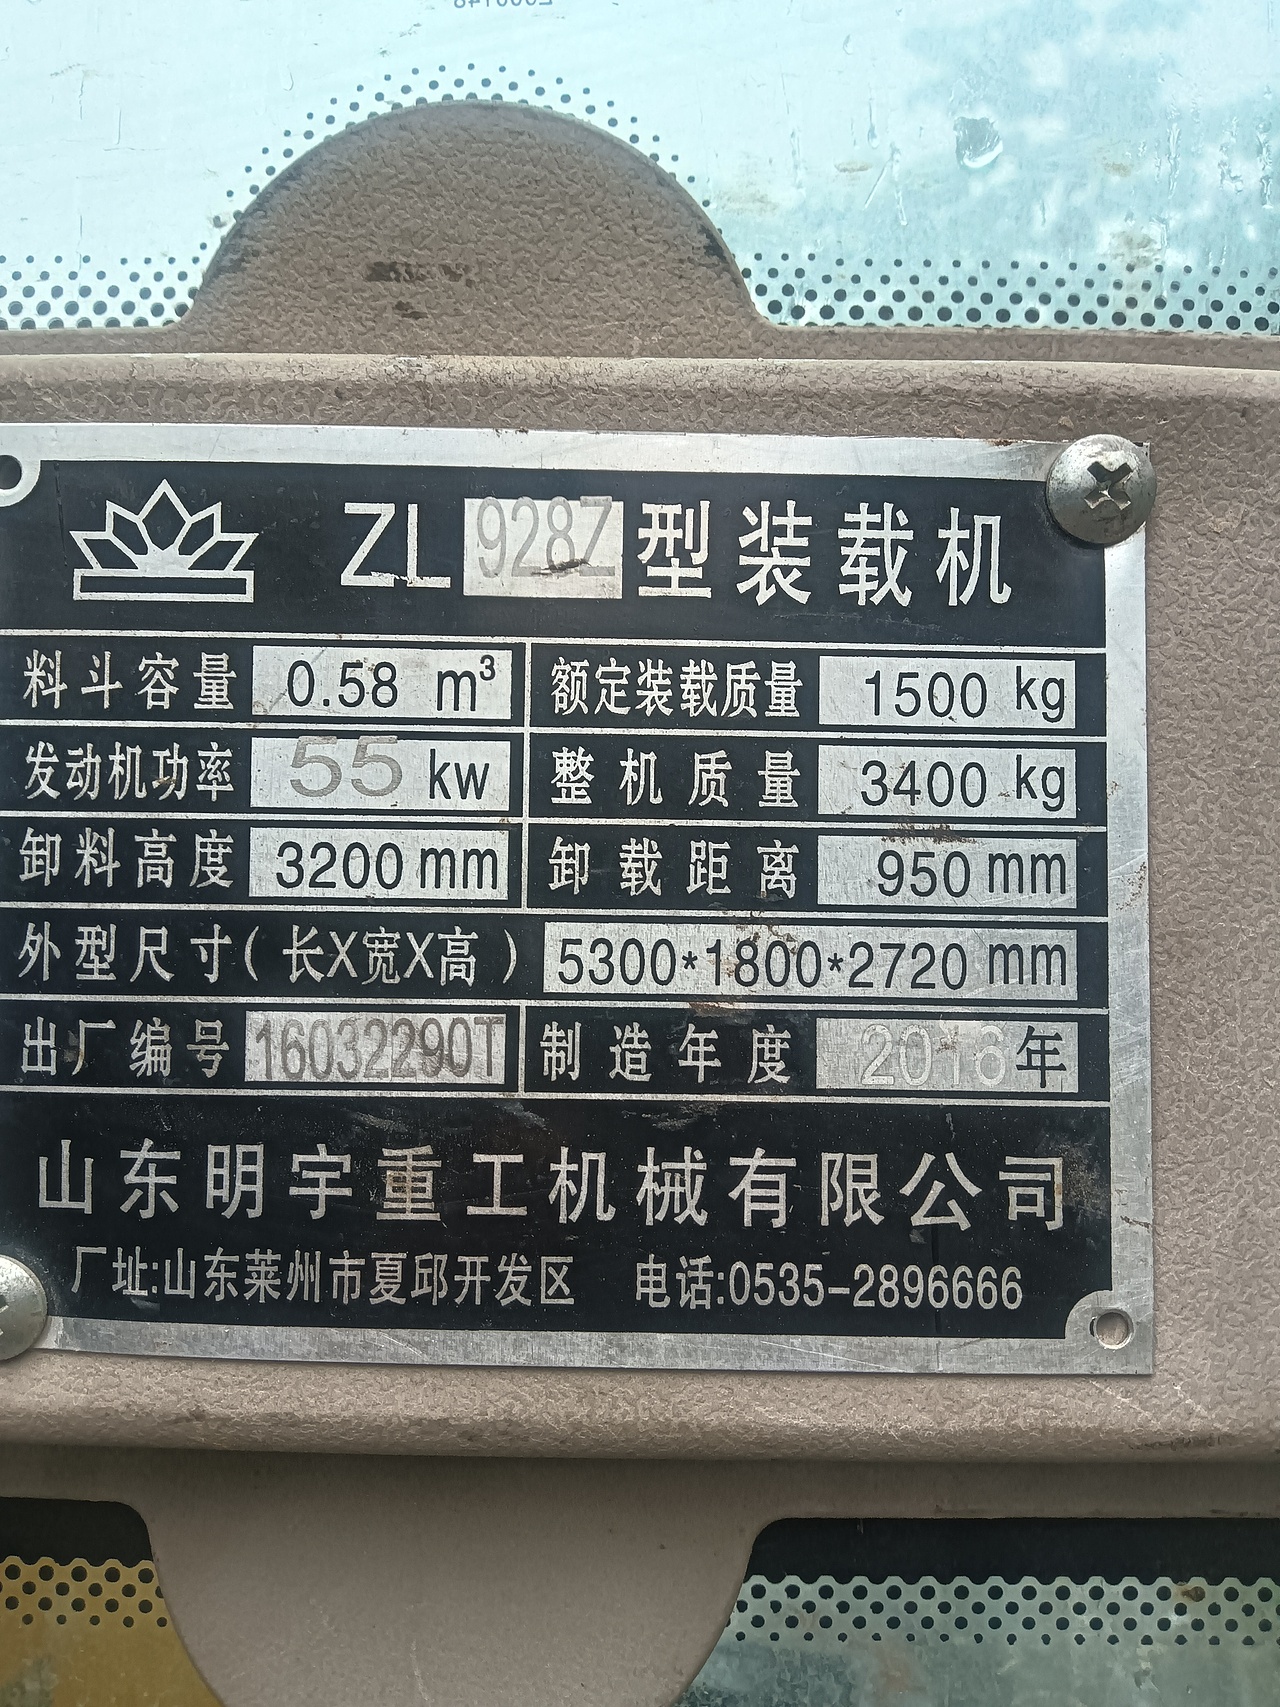 ZL 928Z 型装载机
料斗容量 0.58 m³ 额定装载质量 1500 kg
发动机功率 55 kw 整机质量 3400 kg
卸料高度 3200 mm 卸载距离 950 mm
外型尺寸(长X宽X高) 5300*1800*2720 mm
出厂编号 16032290T 制造年度 2016年
山东明宇重工机械有限公司
厂址:山东莱州市夏邱开发区 电话:0535-2896666